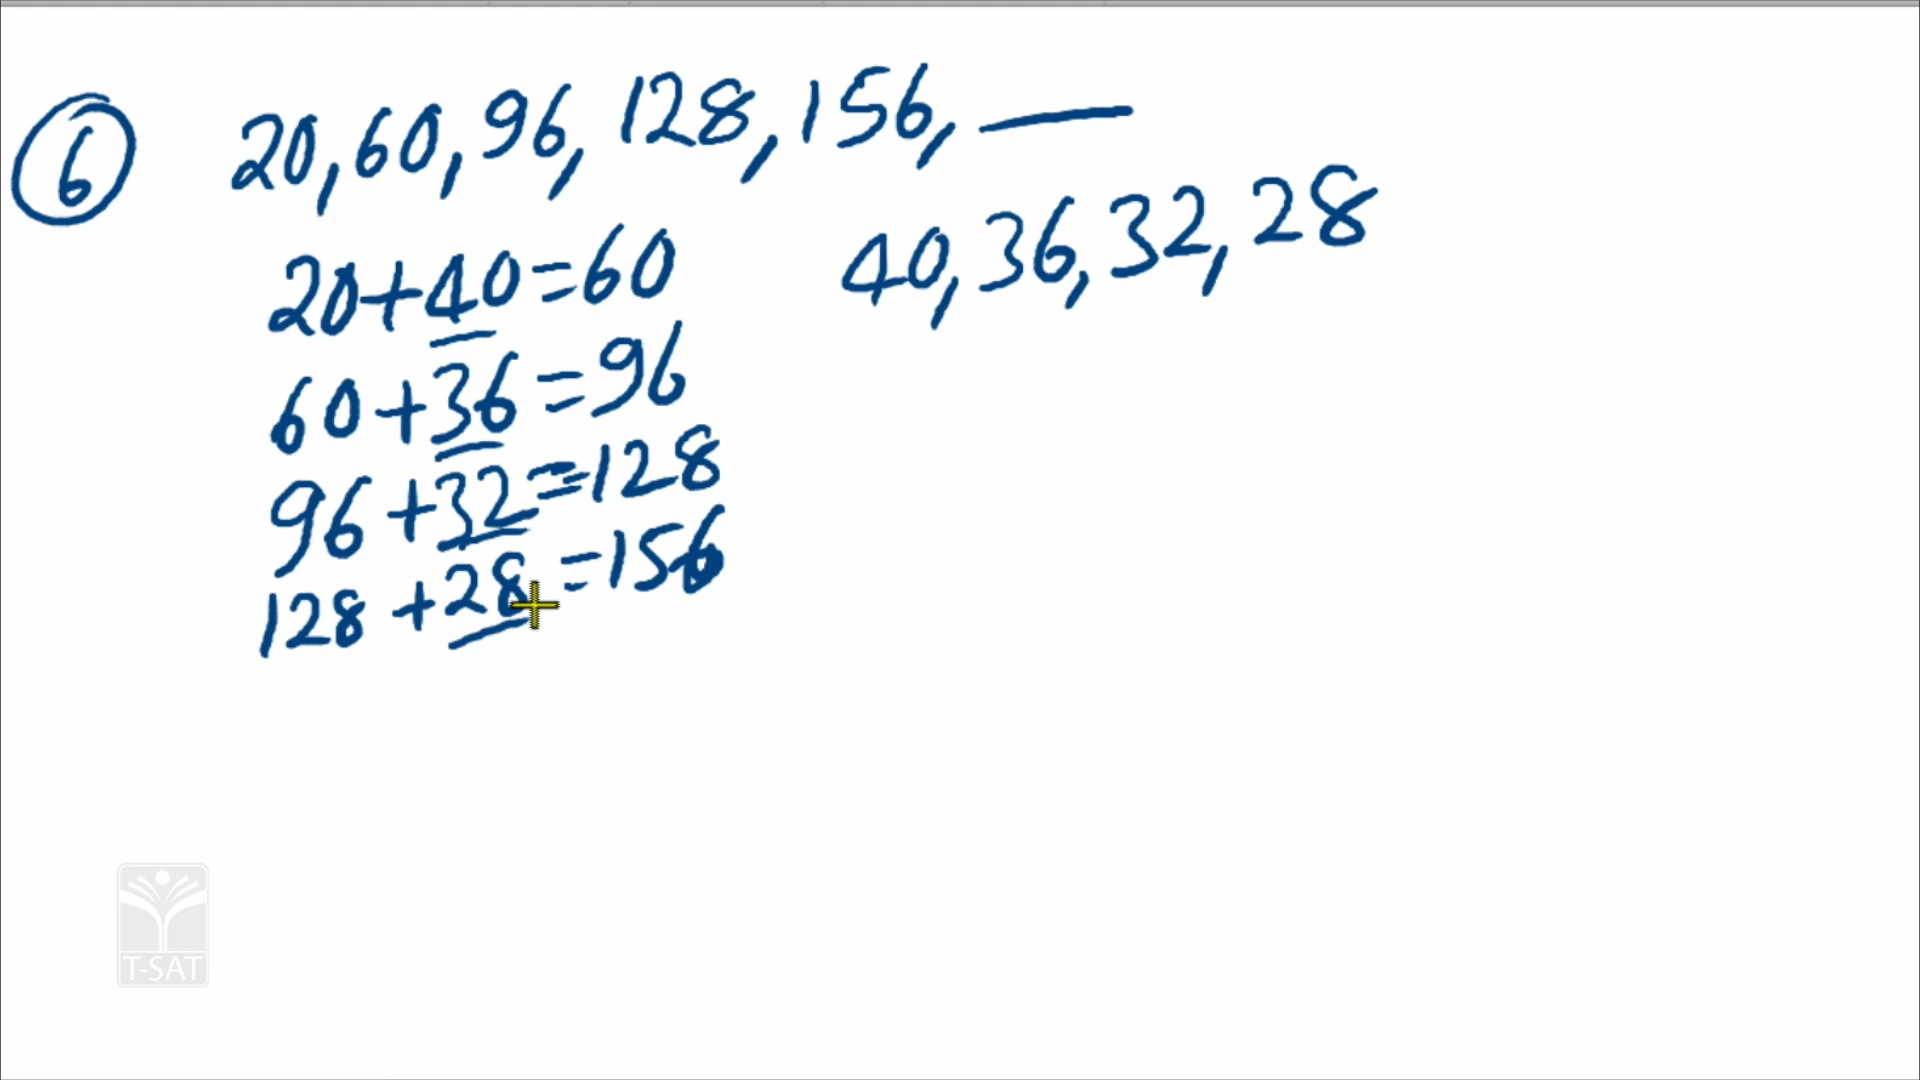 6 20, 60, 96, 128, 156, __
20+40=60 40, 36, 32, 28
60+36=96
96+32=128
128+28=156
T-SAT